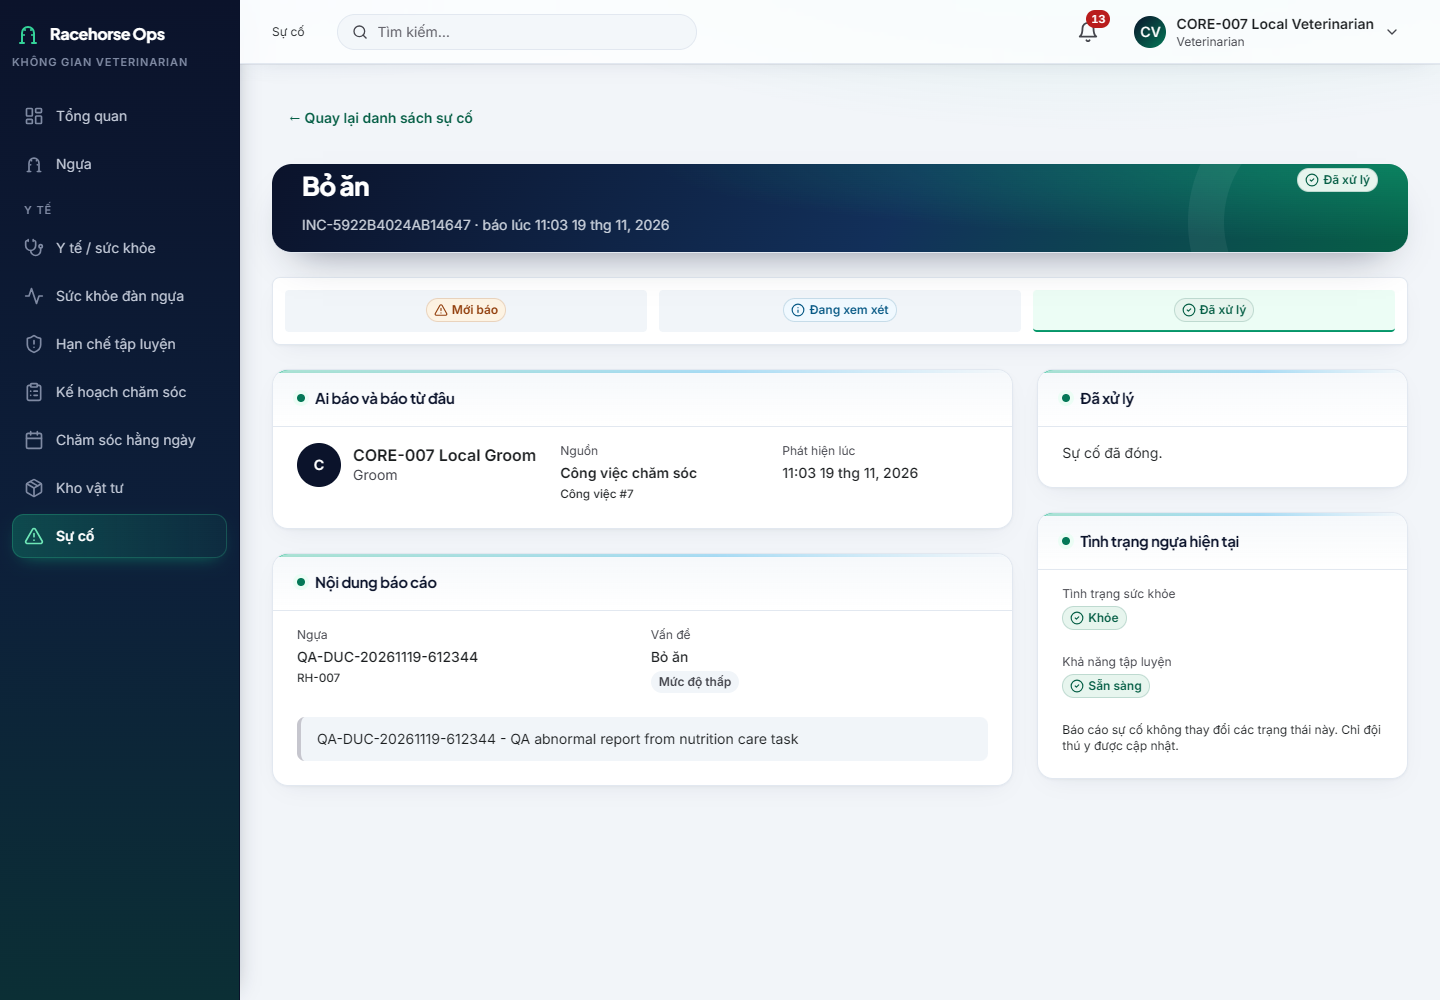 Racehorse Ops
KHÔNG GIAN VETERINARIAN
Tổng quan
Ngựa
Y TẾ
Y tế / sức khỏe
Sức khỏe đàn ngựa
Hạn chế tập luyện
Kế hoạch chăm sóc
Chăm sóc hằng ngày
Kho vật tư
Sự cố
Sự cố
Tìm kiếm...
13
CV
CORE-007 Local Veterinarian
Veterinarian
← Quay lại danh sách sự cố
Bỏ ăn
Đã xử lý
INC-5922B4024AB14647 · báo lúc 11:03 19 thg 11, 2026
Mới báo
Đang xem xét
Đã xử lý
Ai báo và báo từ đâu
C
CORE-007 Local Groom
Groom
Nguồn
Công việc chăm sóc
Công việc #7
Phát hiện lúc
11:03 19 thg 11, 2026
Nội dung báo cáo
Ngựa
QA-DUC-20261119-612344
RH-007
Vấn đề
Bỏ ăn
Mức độ thấp
QA-DUC-20261119-612344 - QA abnormal report from nutrition care task
Đã xử lý
Sự cố đã đóng.
Tình trạng ngựa hiện tại
Tình trạng sức khỏe
Khỏe
Khả năng tập luyện
Sẵn sàng
Báo cáo sự cố không thay đổi các trạng thái này. Chỉ đội
thú y được cập nhật.